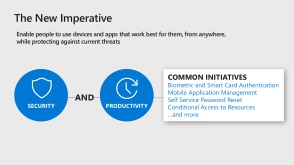 The New Imperative
Enable people to use devices and apps that work best for them, from anywhere,
while protecting against current threats
SECURITY
AND
PRODUCTIVITY
COMMON INITIATIVES
Biometric and Smart Card Authentication
Mobile Application Management
Self Service Password Reset
Conditional Access to Resources
...and more